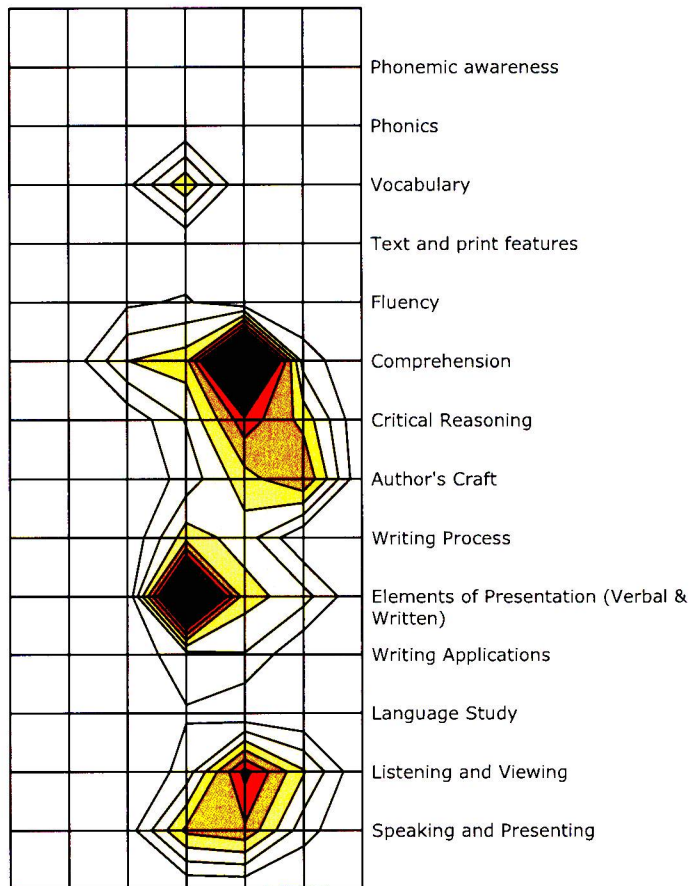 Phonemic awareness
Phonics
Vocabulary
Text and print features
Fluency
Comprehension
Critical Reasoning
Author's Craft
Writing Process
Elements of Presentation (Verbal &
Written)
Writing Applications
Language Study
Listening and Viewing
Speaking and Presenting